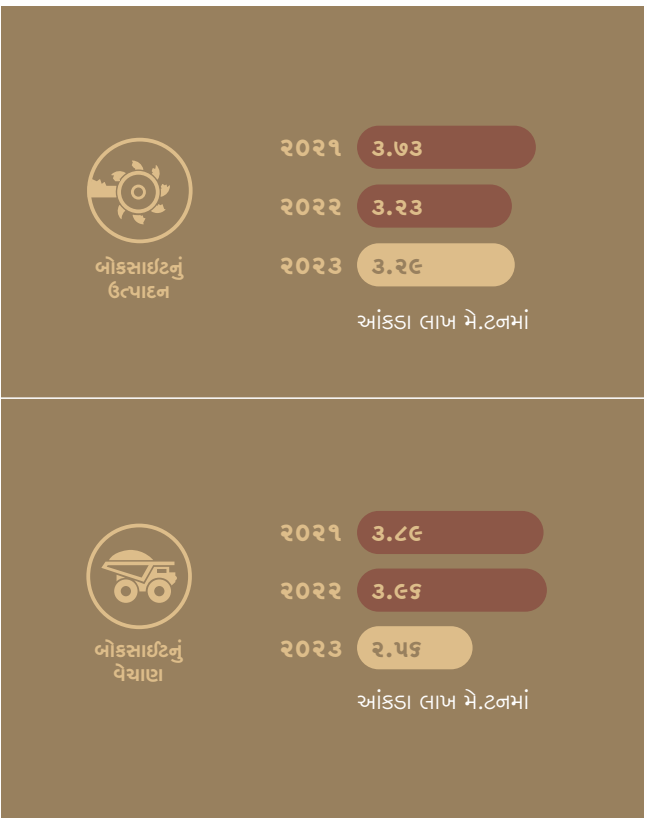 ૨૦૨૧ ૩.૭૩
૨૦૨૨ ૩.૨૩
૨૦૨૩ ૩.૨૯
બોકસાઈટનું
ઉત્પાદન
આંકડા લાખ મે.ટનમાં
૨૦૨૧ ૩.૮૯
૨૦૨૨ ૩.૯૬
૨૦૨૩ ૨.૫૬
બોકસાઈટનું
વેચાણ
આંકડા લાખ મે.ટનમાં